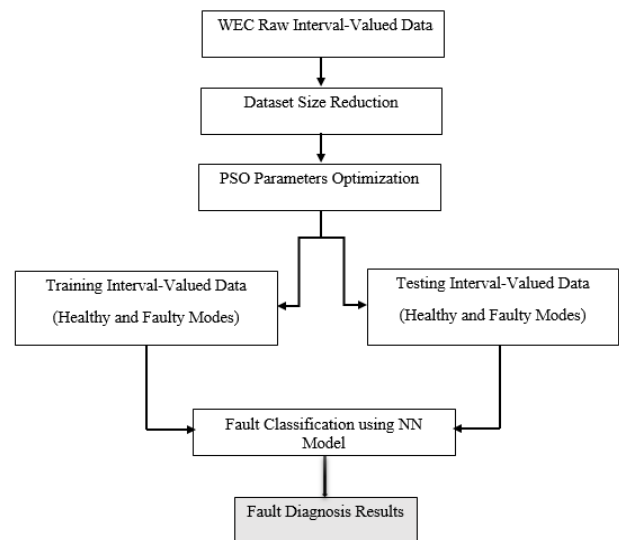 WEC Raw Interval-Valued Data
Dataset Size Reduction
PSO Parameters Optimization
Training Interval-Valued Data
(Healthy and Faulty Modes)
Testing Interval-Valued Data
(Healthy and Faulty Modes)
Fault Classification using NN
Model
Fault Diagnosis Results